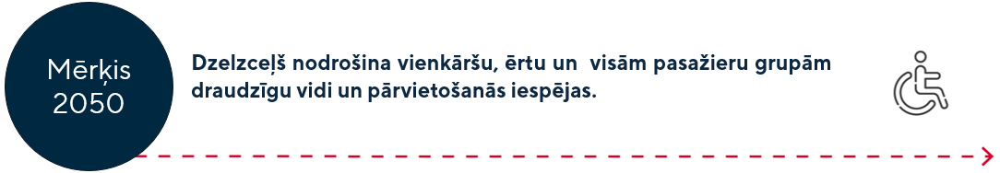 Mērķis
2050
Dzelzceļš nodrošina vienkāršu, ērtu un  visām pasažieru grupām
draudzīgu vidi un pārvietošanās iespējas.